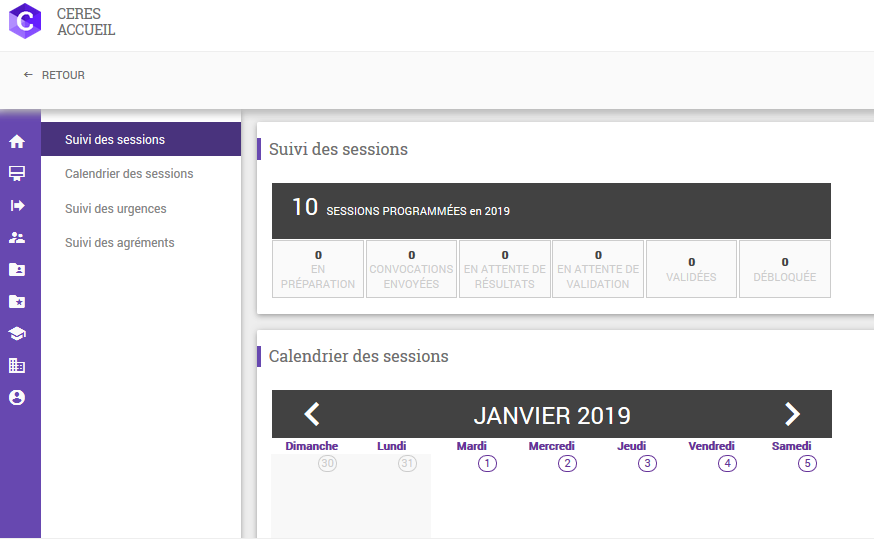 CERES
ACCUEIL
← RETOUR
Suivi des sessions
Calendrier des sessions
Suivi des urgences
Suivi des agréments
Suivi des sessions
10 SESSIONS PROGRAMMÉES en 2019
0 0 0 0 0 0
EN CONVOCATIONS EN ATTENTE DE EN ATTENTE DE VALIDÉES DÉBLOQUÉE
PRÉPARATION ENVOYÉES RÉSULTATS VALIDATION
Calendrier des sessions
JANVIER 2019
Dimanche Lundi Mardi Mercredi Jeudi Vendredi Samedi
30 31 1 2 3 4 5